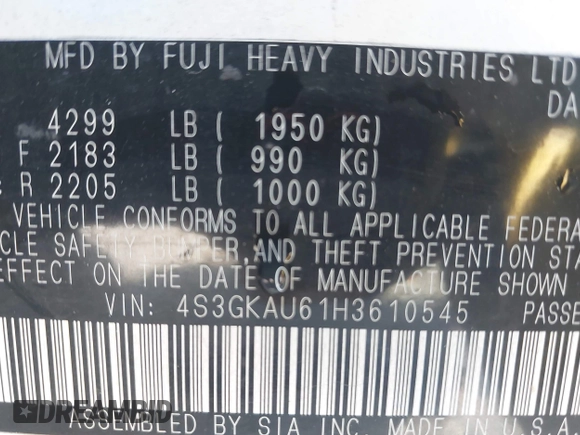 MFD BY FUJI HEAVY INDUSTRIES LTD
DA
4299 LB ( 1950 KG)
F 2183 LB ( 990 KG)
R 2205 LB ( 1000 KG)
VEHICLE CONFORMS TO ALL APPLICABLE FEDERA
CLE SAFETY, BUMPER, AND THEFT PREVENTION STA
EFFECT ON THE DATE OF MANUFACTURE SHOWN
VIN: 4S3GKAU61H3610545 PASSE
ASSEMBLED BY SIA INC. MADE IN U.S.A
DREAMBID